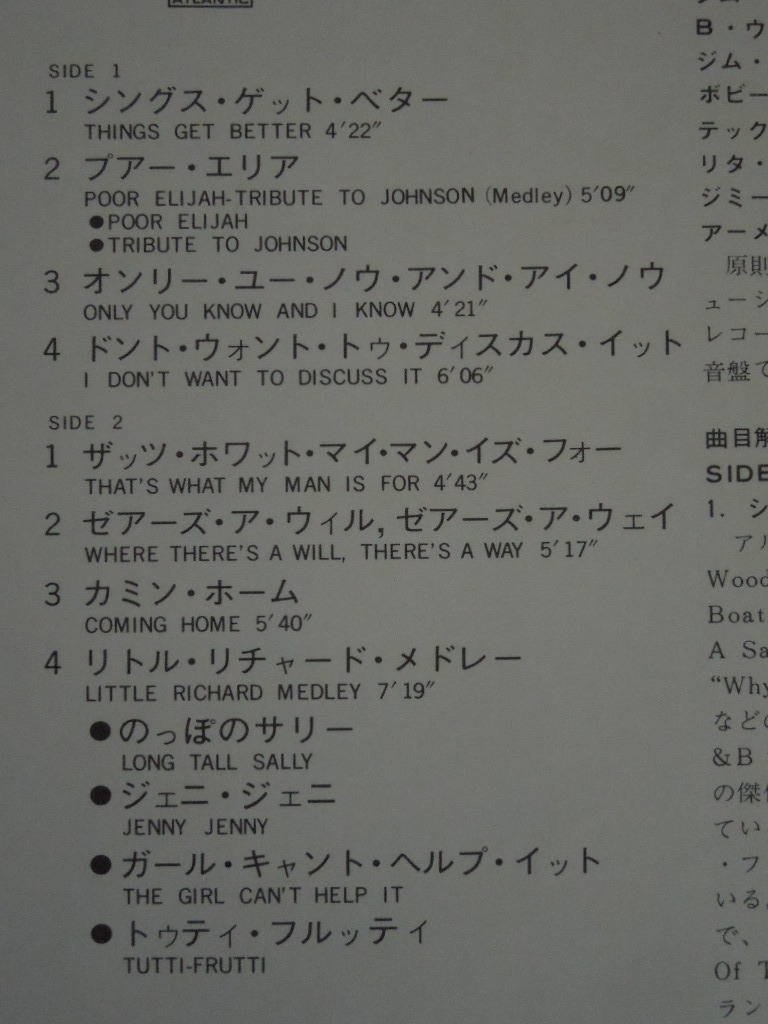 ATLANTIC
SIDE 1
1 シングス・ゲット・ベター
THINGS GET BETTER 4′22″
2 プアー・エリア
POOR ELIJAH-TRIBUTE TO JOHNSON (Medley) 5′09″
●POOR ELIJAH
●TRIBUTE TO JOHNSON
3 オンリー・ユー・ノウ・アンド・アイ・ノウ
ONLY YOU KNOW AND I KNOW 4′21″
4 ドント・ウォント・トゥ・ディスカス・イット
I DON'T WANT TO DISCUSS IT 6′06″
SIDE 2
1 ザッツ・ホワット・マイ・マン・イズ・フォー
THAT'S WHAT MY MAN IS FOR 4′43″
2 ゼアーズ・ア・ウィル, ゼアーズ・ア・ウェイ
WHERE THERE'S A WILL, THERE'S A WAY 5′17″
3 カミン・ホーム
COMING HOME 5′40″
4 リトル・リチャード・メドレー
LITTLE RICHARD MEDLEY 7′19″
●のっぽのサリー
LONG TALL SALLY
●ジェニ・ジェニ
JENNY JENNY
●ガール・キャント・ヘルプ・イット
THE GIRL CAN'T HELP IT
●トゥティ・フルッティ
TUTTI-FRUTTI
B・ウ
ジム・
ボビー
テック
リタ・
ジミー
アーメ
原則
ューシ
レコー
音盤で
曲目解
SIDE
1. シ
アル
Wood
Boat
A Sa
“Why
などの
&B
の傑作
てい
・フ
いる。
で、
Of T
ラン